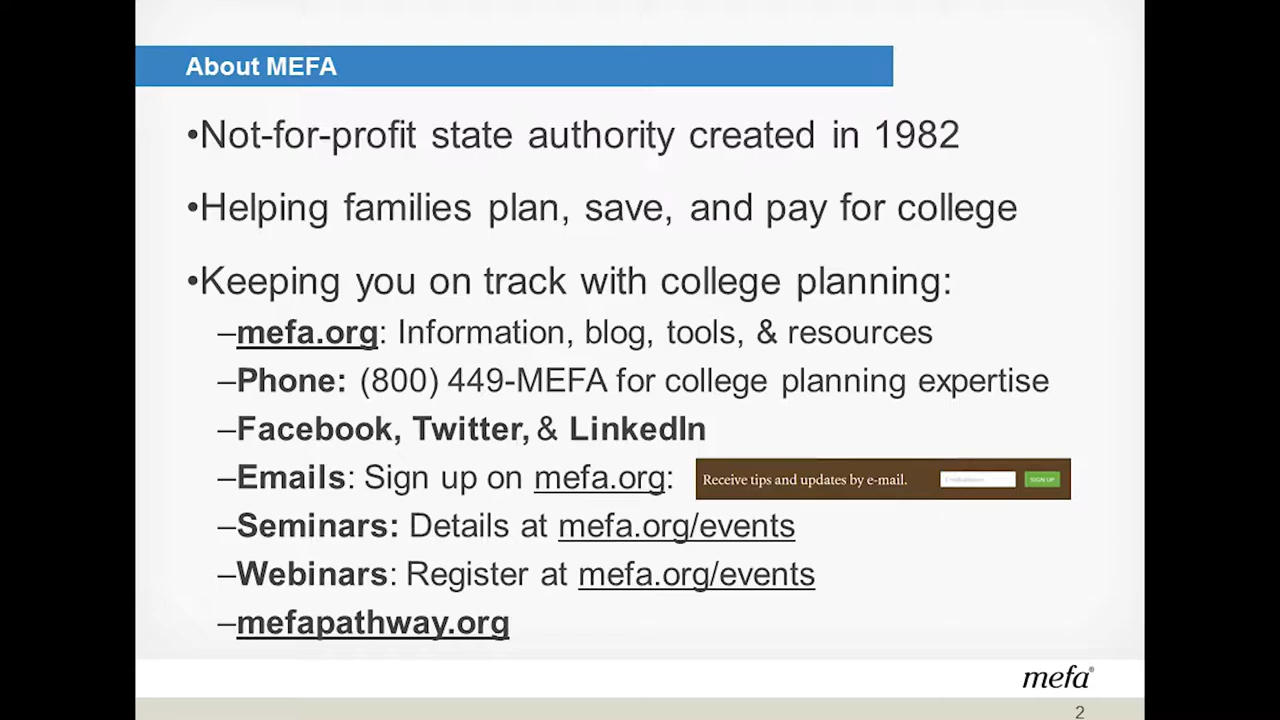 About MEFA
•Not-for-profit state authority created in 1982
•Helping families plan, save, and pay for college
•Keeping you on track with college planning:
–mefa.org: Information, blog, tools, & resources
–Phone: (800) 449-MEFA for college planning expertise
–Facebook, Twitter, & LinkedIn
–Emails: Sign up on mefa.org: Receive tips and updates by e-mail. SIGN UP
–Seminars: Details at mefa.org/events
–Webinars: Register at mefa.org/events
–mefapathway.org
mefa®
2